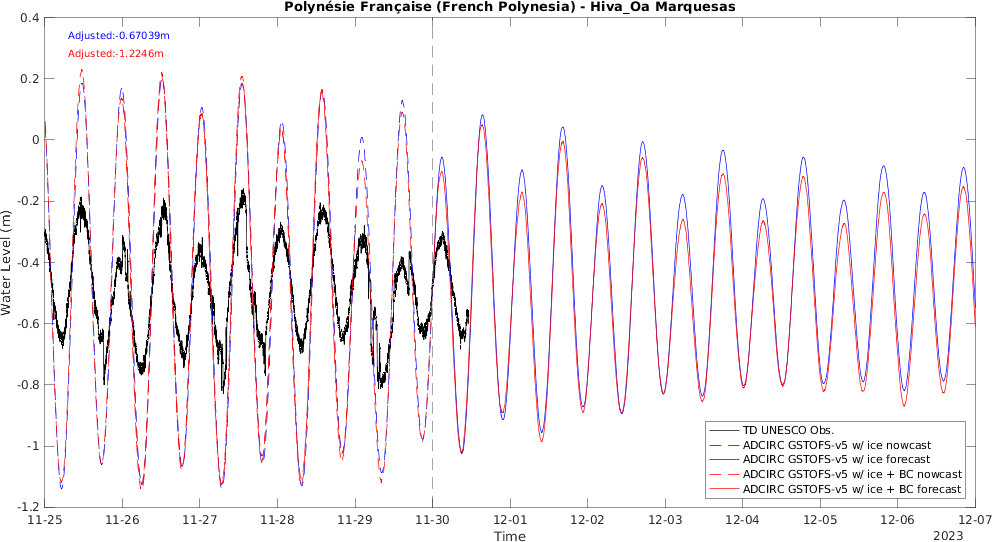 Polynésie Française (French Polynesia) - Hiva_Oa Marquesas
Adjusted:-0.67039m
Adjusted:-1.2246m
0.4
0.2
0
-0.2
-0.4
-0.6
-0.8
-1
-1.2
Water Level (m)
TD UNESCO Obs.
ADCIRC GSTOFS-v5 w/ ice nowcast
ADCIRC GSTOFS-v5 w/ ice forecast
ADCIRC GSTOFS-v5 w/ ice + BC nowcast
ADCIRC GSTOFS-v5 w/ ice + BC forecast
11-25 11-26 11-27 11-28 11-29 11-30 12-01 12-02 12-03 12-04 12-05 12-06 12-07
Time
2023